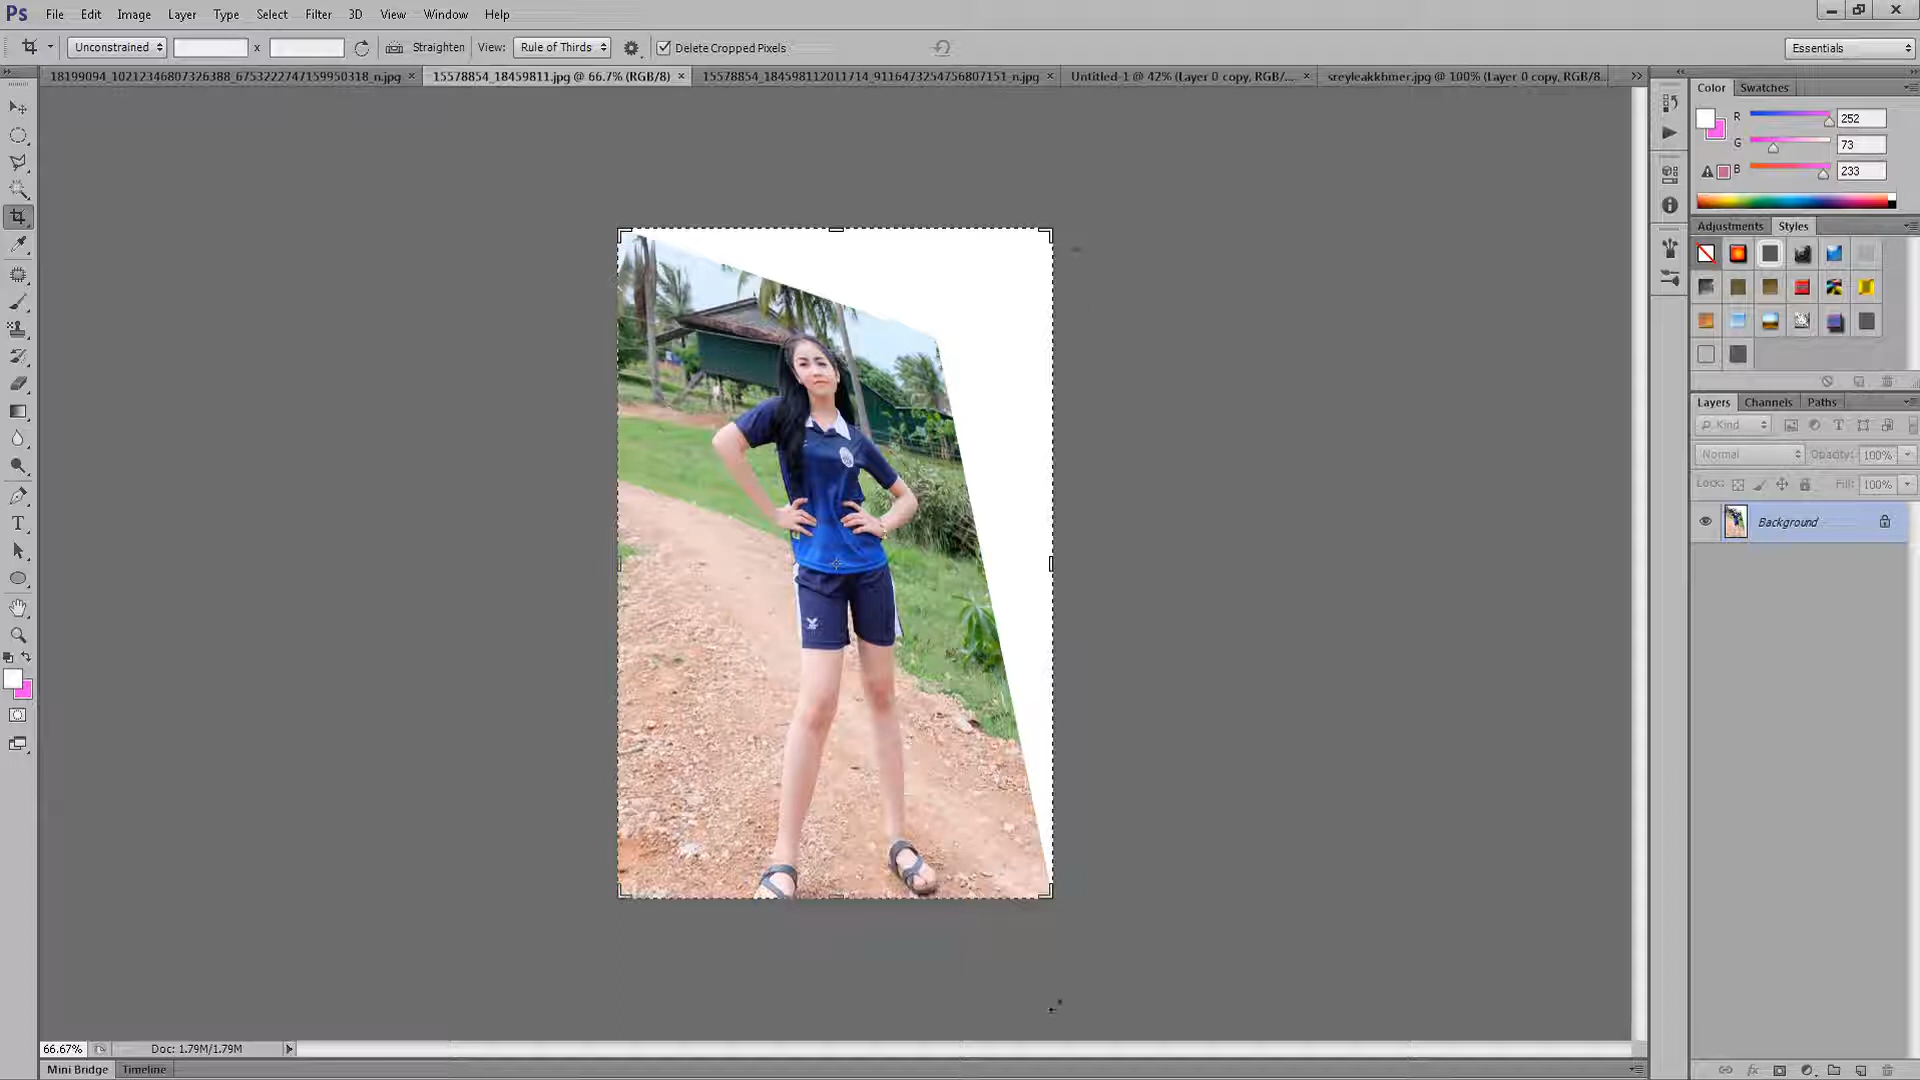 Ps File Edit Image Layer Type Select Filter 3D View Window Help
Unconstrained x Straighten View: Rule of Thirds Delete Cropped Pixels Essentials
18199094_10212346807326388_6753222747159950318_n.jpg × 15578854_18459811.jpg @ 66.7% (RGB/8) × 15578854_184598112011714_9116473254756807151_n.jpg × Untitled-1 @ 42% (Layer 0 copy, RGB/... × sreyleakkhmer.jpg @ 100% (Layer 0 copy, RGB/8...
Color Swatches
R 252
G 73
B 233
Adjustments Styles
Layers Channels Paths
Kind
Normal Opacity: 100%
Lock: Fill: 100%
Background
T
66.67% Doc: 1.79M/1.79M
Mini Bridge Timeline